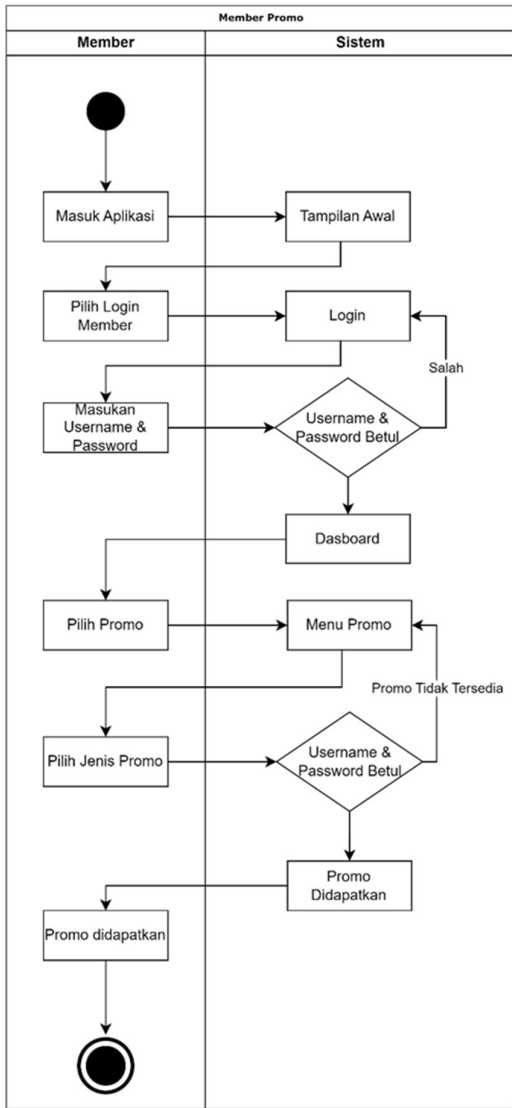 Member Promo
Member
Sistem
Masuk Aplikasi
Tampilan Awal
Pilih Login
Member
Login
Salah
Masukan
Username &
Password
Username &
Password Betul
Dasboard
Pilih Promo
Menu Promo
Promo Tidak Tersedia
Pilih Jenis Promo
Username &
Password Betul
Promo
Didapatkan
Promo didapatkan